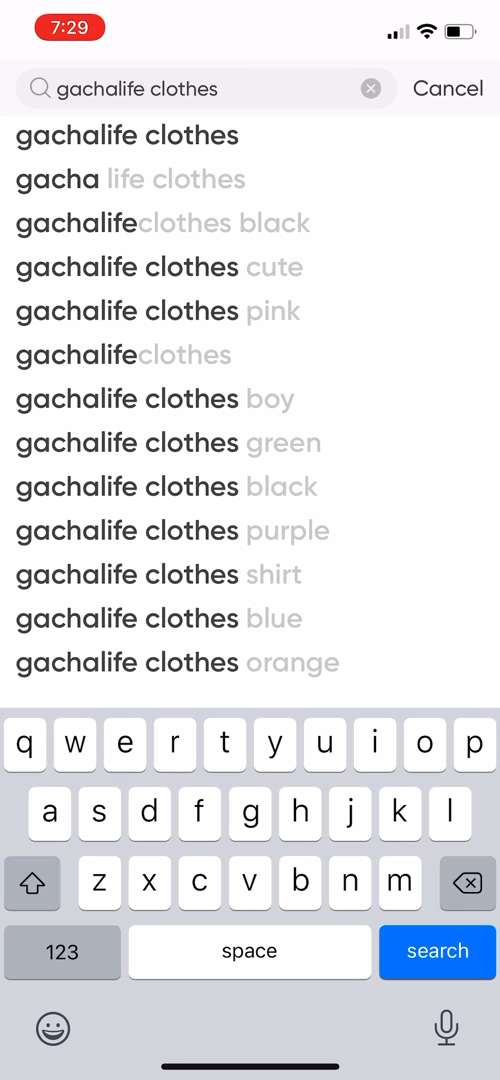 7:29
gachalife clothes Cancel
gachalife clothes
gacha life clothes
gachalifeclothes black
gachalife clothes cute
gachalife clothes pink
gachalifeclothes
gachalife clothes boy
gachalife clothes green
gachalife clothes black
gachalife clothes purple
gachalife clothes shirt
gachalife clothes blue
gachalife clothes orange
q w e r t y u i o p
a s d f g h j k l
z x c v b n m
123 space search